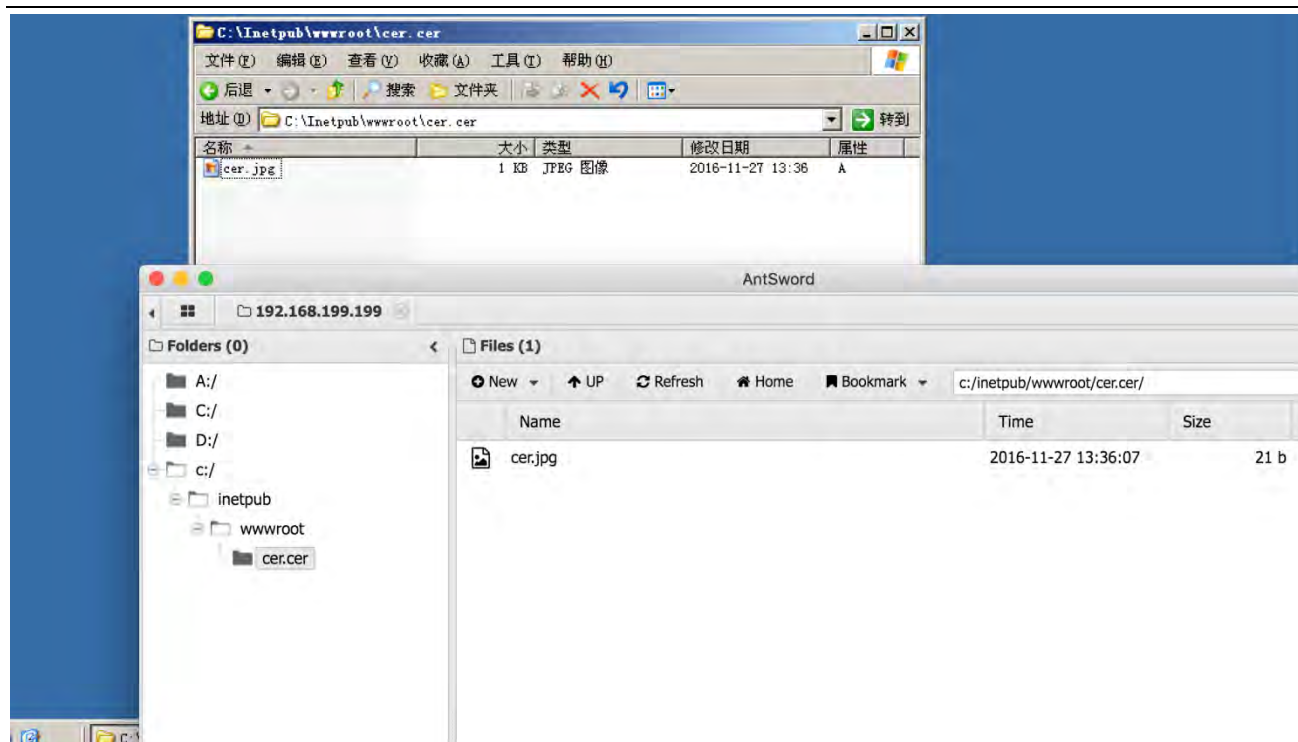 C:\Inetpub\wwwroot\cer.cer
文件(F) 编辑(E) 查看(V) 收藏(A) 工具(T) 帮助(H)
后退 搜索 文件夹
地址(D) C:\Inetpub\wwwroot\cer.cer 转到
名称 大小 类型 修改日期 属性
cer.jpg 1 KB JPEG 图像 2016-11-27 13:36 A
AntSword
192.168.199.199
Folders (0) Files (1)
A:/
C:/
D:/
c:/
inetpub
wwwroot
cer.cer
New UP Refresh Home Bookmark c:/inetpub/wwwroot/cer.cer/
Name Time Size
cer.jpg 2016-11-27 13:36:07 21 b